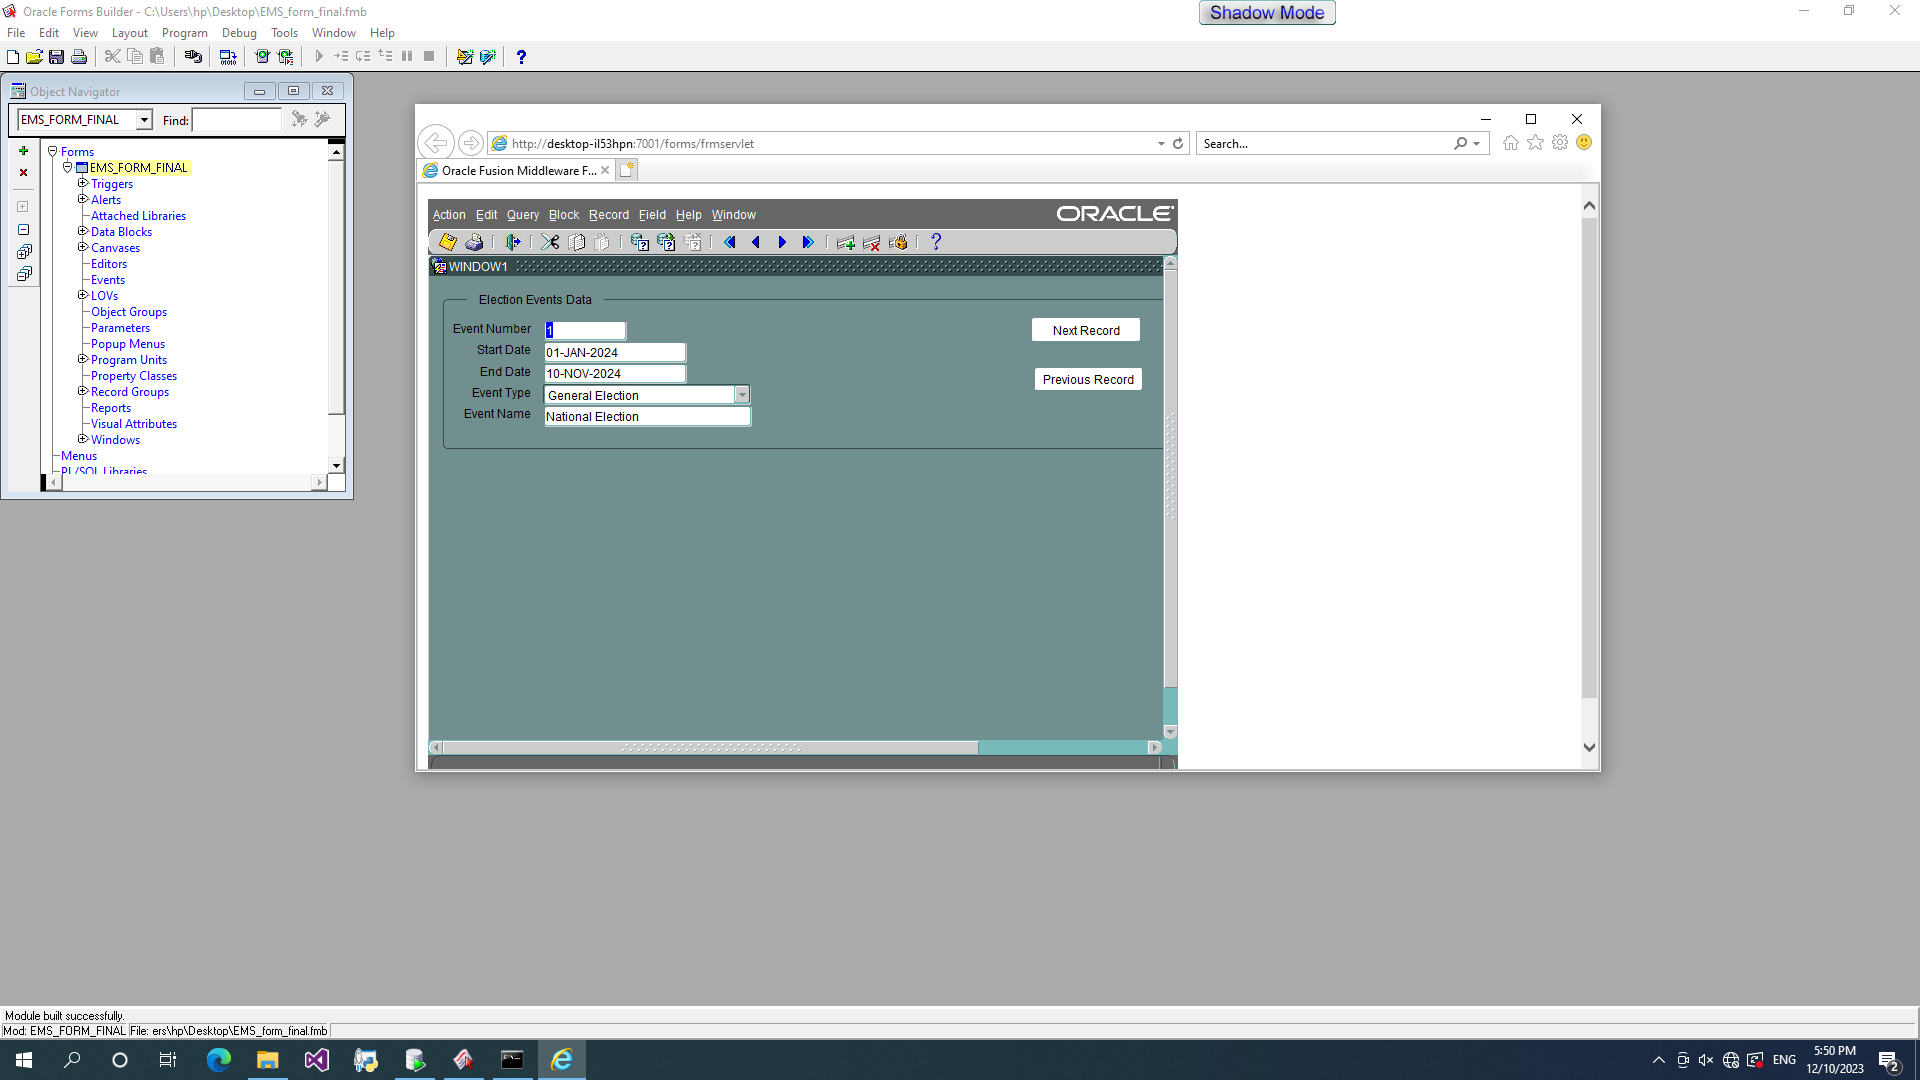 Oracle Forms Builder - C:\Users\hp\Desktop\EMS_form_final.fmb
Shadow Mode
File Edit View Layout Program Debug Tools Window Help
Object Navigator
EMS_FORM_FINAL Find:
Forms
EMS_FORM_FINAL
Triggers
Alerts
Attached Libraries
Data Blocks
Canvases
Editors
Events
LOVs
Object Groups
Parameters
Popup Menus
Program Units
Property Classes
Record Groups
Reports
Visual Attributes
Windows
Menus
PL/SQL Libraries
http://desktop-il53hpn:7001/forms/frmservlet
Search...
Oracle Fusion Middleware F...
Action Edit Query Block Record Field Help Window
ORACLE
WINDOW1
Election Events Data
Event Number 1
Next Record
Start Date 01-JAN-2024
End Date 10-NOV-2024
Previous Record
Event Type General Election
Event Name National Election
Module built successfully.
Mod: EMS_FORM_FINAL File: ers\hp\Desktop\EMS_form_final.fmb
ENG
5:50 PM
12/10/2023
2